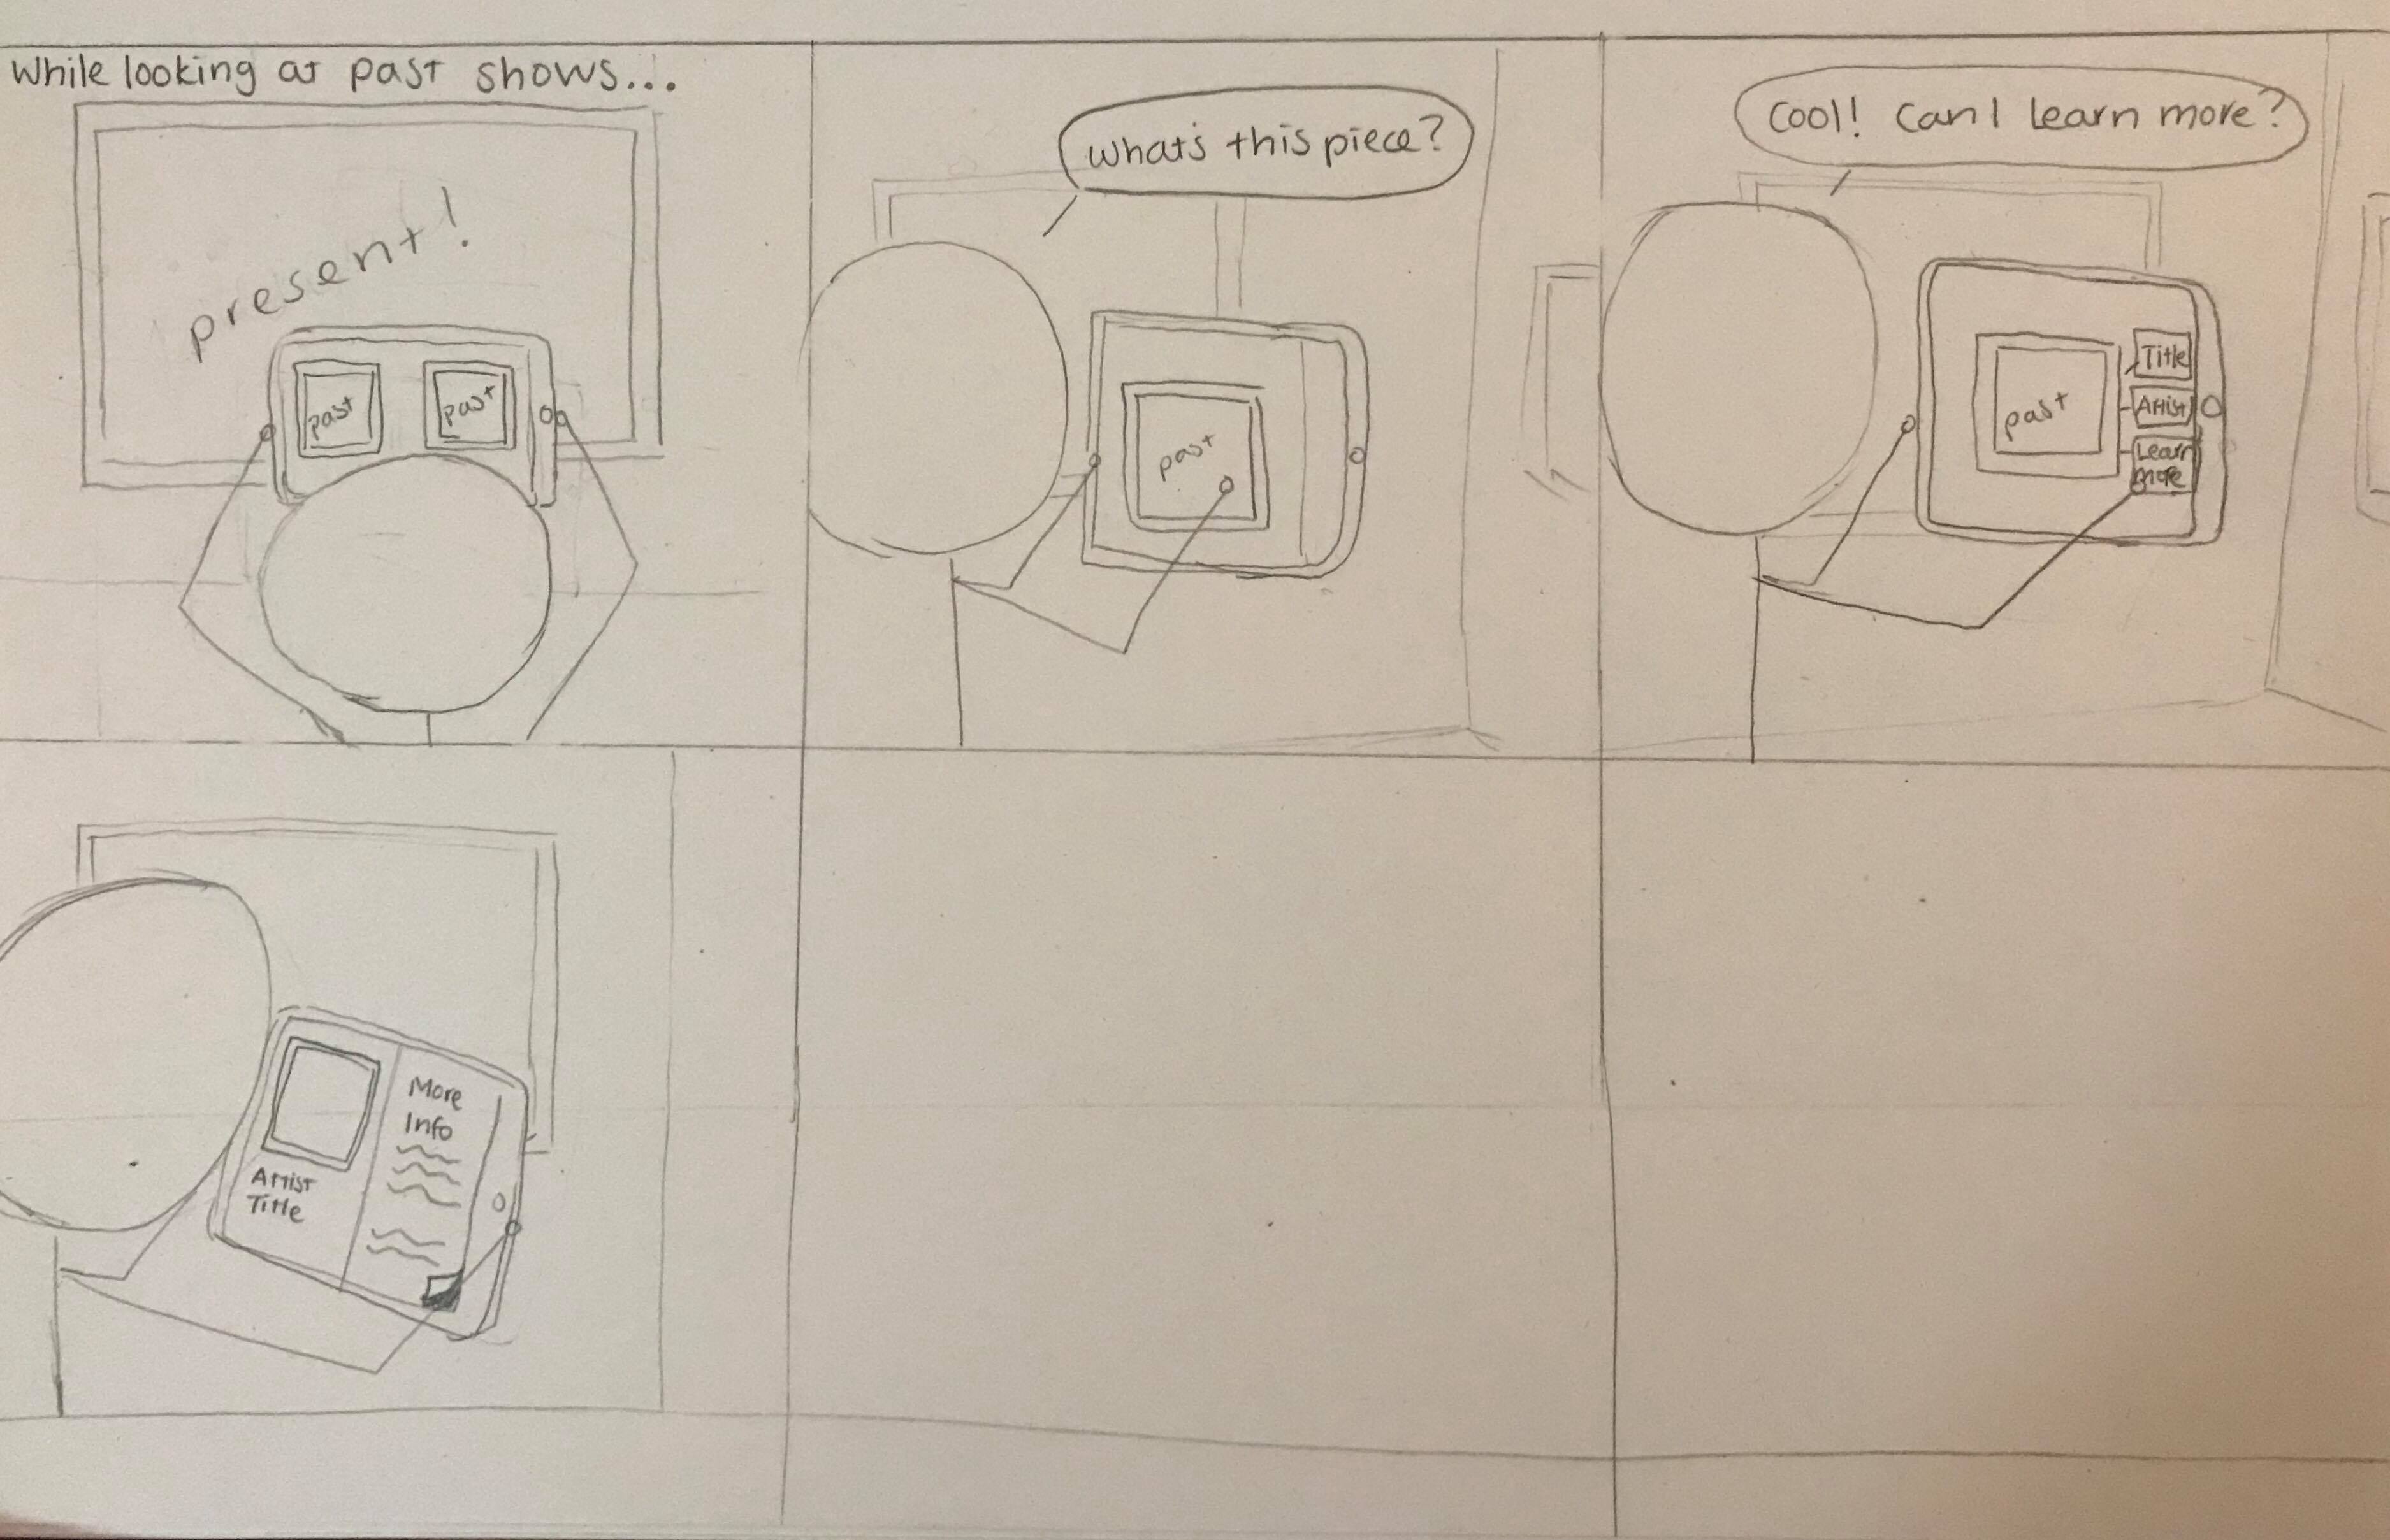 While looking at past shows...
present!
past
past
what's this piece?
past
Cool! Can I Learn more?
past
Title
Artist
Learn
More
More
Info
Artist
Title